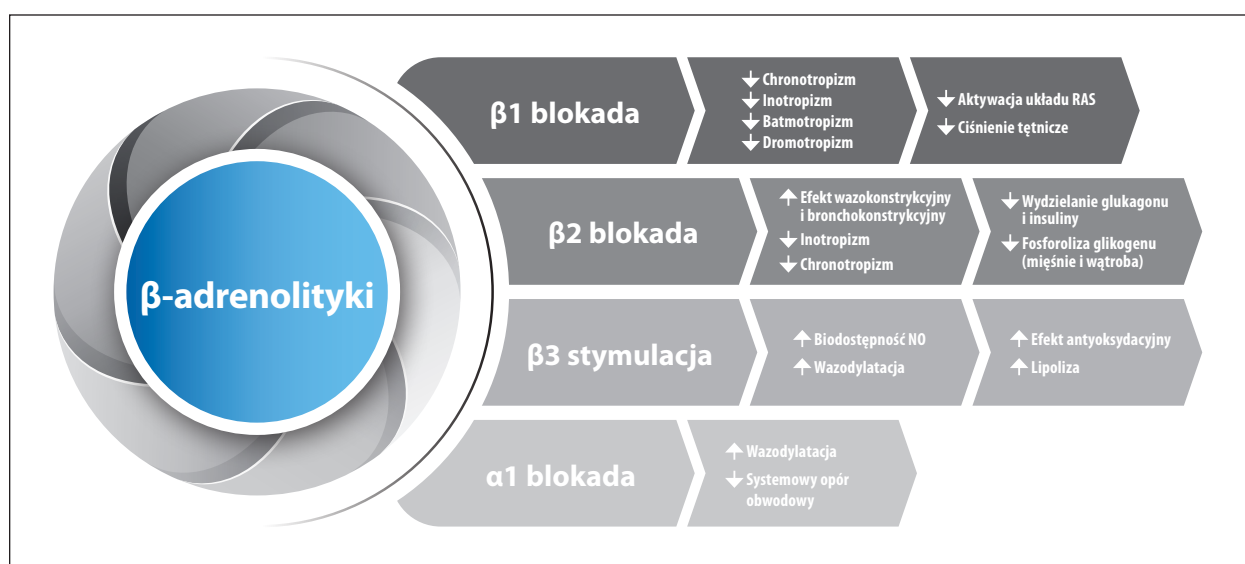 β-adrenolityki
β1 blokada
↓ Chronotropizm
↓ Inotropizm
↓ Batmotropizm
↓ Dromotropizm
↓ Aktywacja układu RAS
↓ Ciśnienie tętnicze
β2 blokada
↑ Efekt wazokonstrykcyjny
i bronchokonstrykcyjny
↓ Inotropizm
↓ Chronotropizm
↓ Wydzielanie glukagonu
i insuliny
↓ Fosforoliza glikogenu
(mięśnie i wątroba)
β3 stymulacja
↑ Biodostępność NO
↑ Wazodylatacja
↑ Efekt antyoksydacyjny
↑ Lipoliza
α1 blokada
↑ Wazodylatacja
↓ Systemowy opór
obwodowy